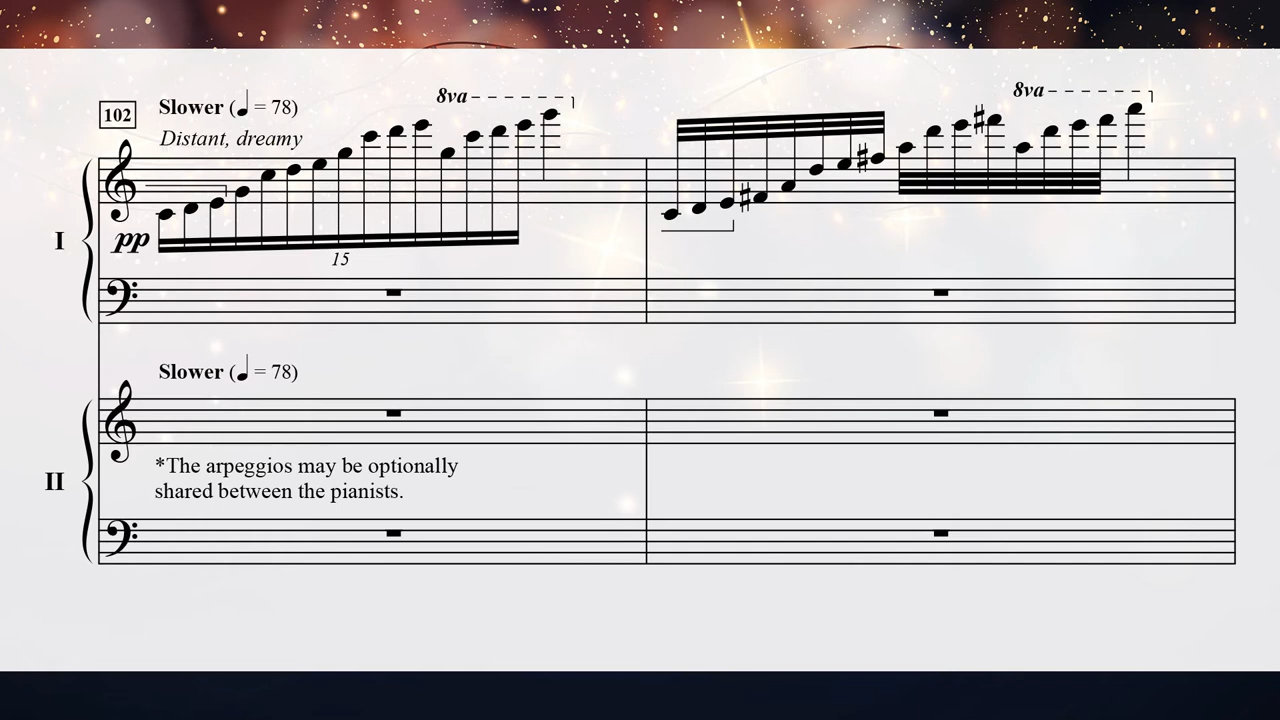 102
Slower (♩ = 78)
Distant, dreamy
8va
8va
pp
15
I
Slower (♩ = 78)
*The arpeggios may be optionally
shared between the pianists.
II